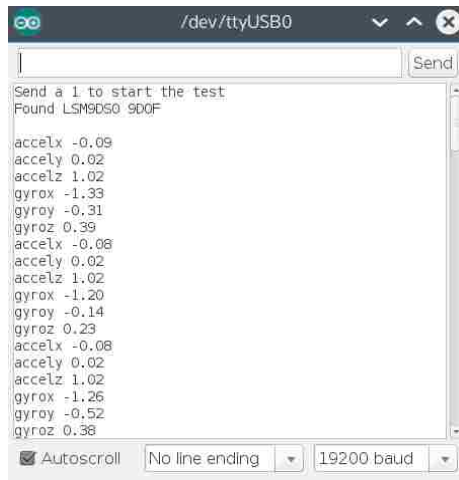 /dev/ttyUSB0
Send
Send a 1 to start the test
Found LSM9DS0 9DOF
accelx -0.09
accely 0.02
accelz 1.02
gyrox -1.33
gyroy -0.31
gyroz 0.39
accelx -0.08
accely 0.02
accelz 1.02
gyrox -1.20
gyroy -0.14
gyroz 0.23
accelx -0.08
accely 0.02
accelz 1.02
gyrox -1.26
gyroy -0.52
gyroz 0.38
Autoscroll No line ending 19200 baud